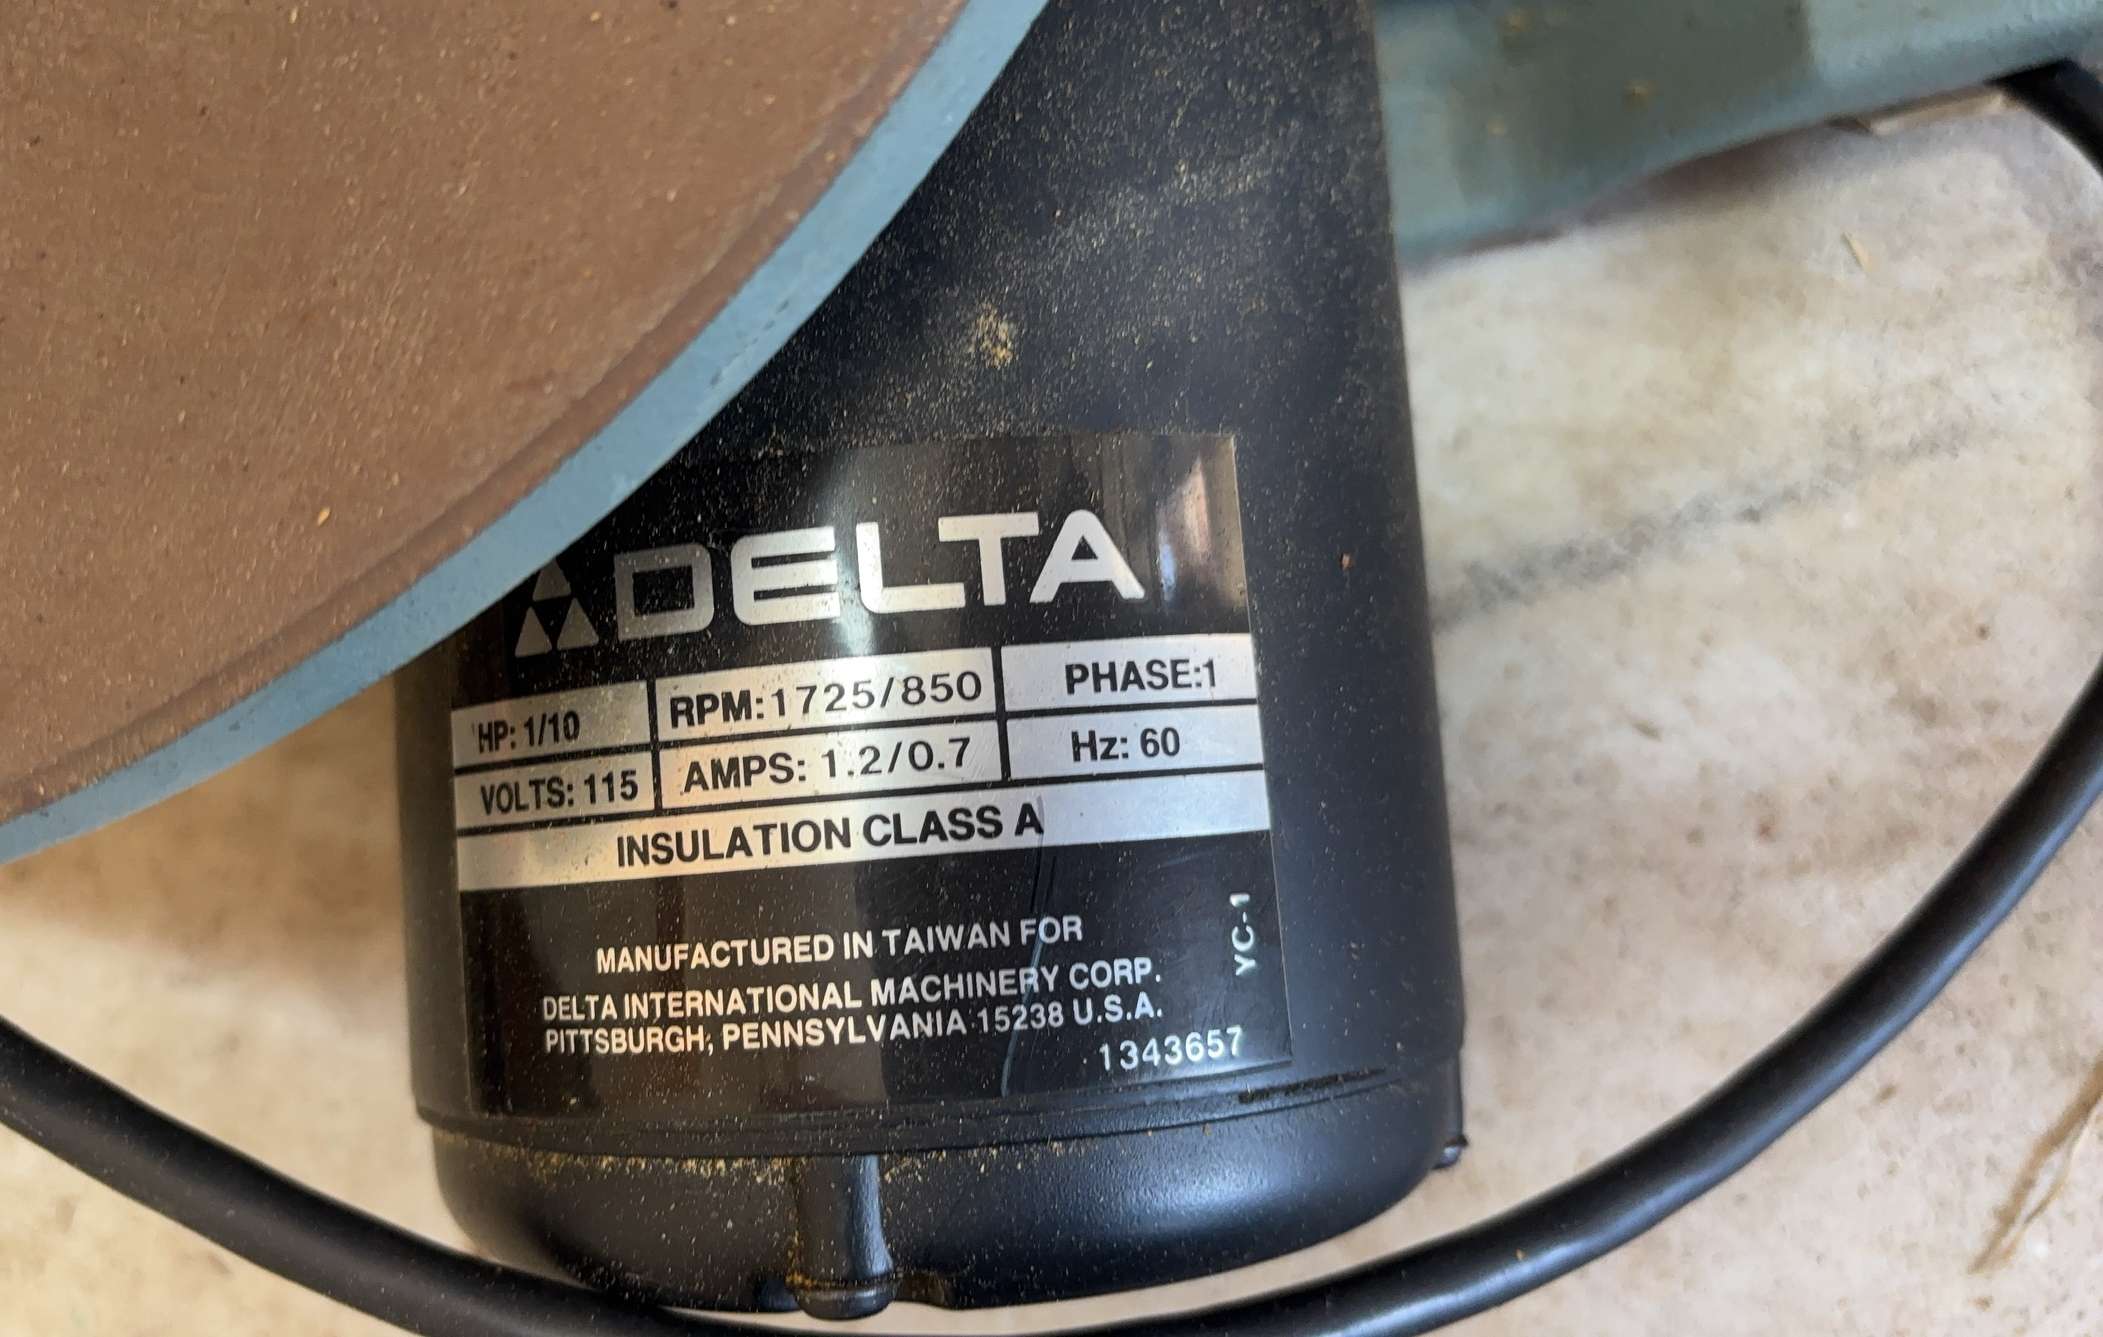 DELTA
HP: 1/10 RPM: 1725/850 PHASE:1
VOLTS: 115 AMPS: 1.2/0.7 Hz: 60
INSULATION CLASS A
MANUFACTURED IN TAIWAN FOR
DELTA INTERNATIONAL MACHINERY CORP.
PITTSBURGH, PENNSYLVANIA 15238 U.S.A.
1343657
YC-1